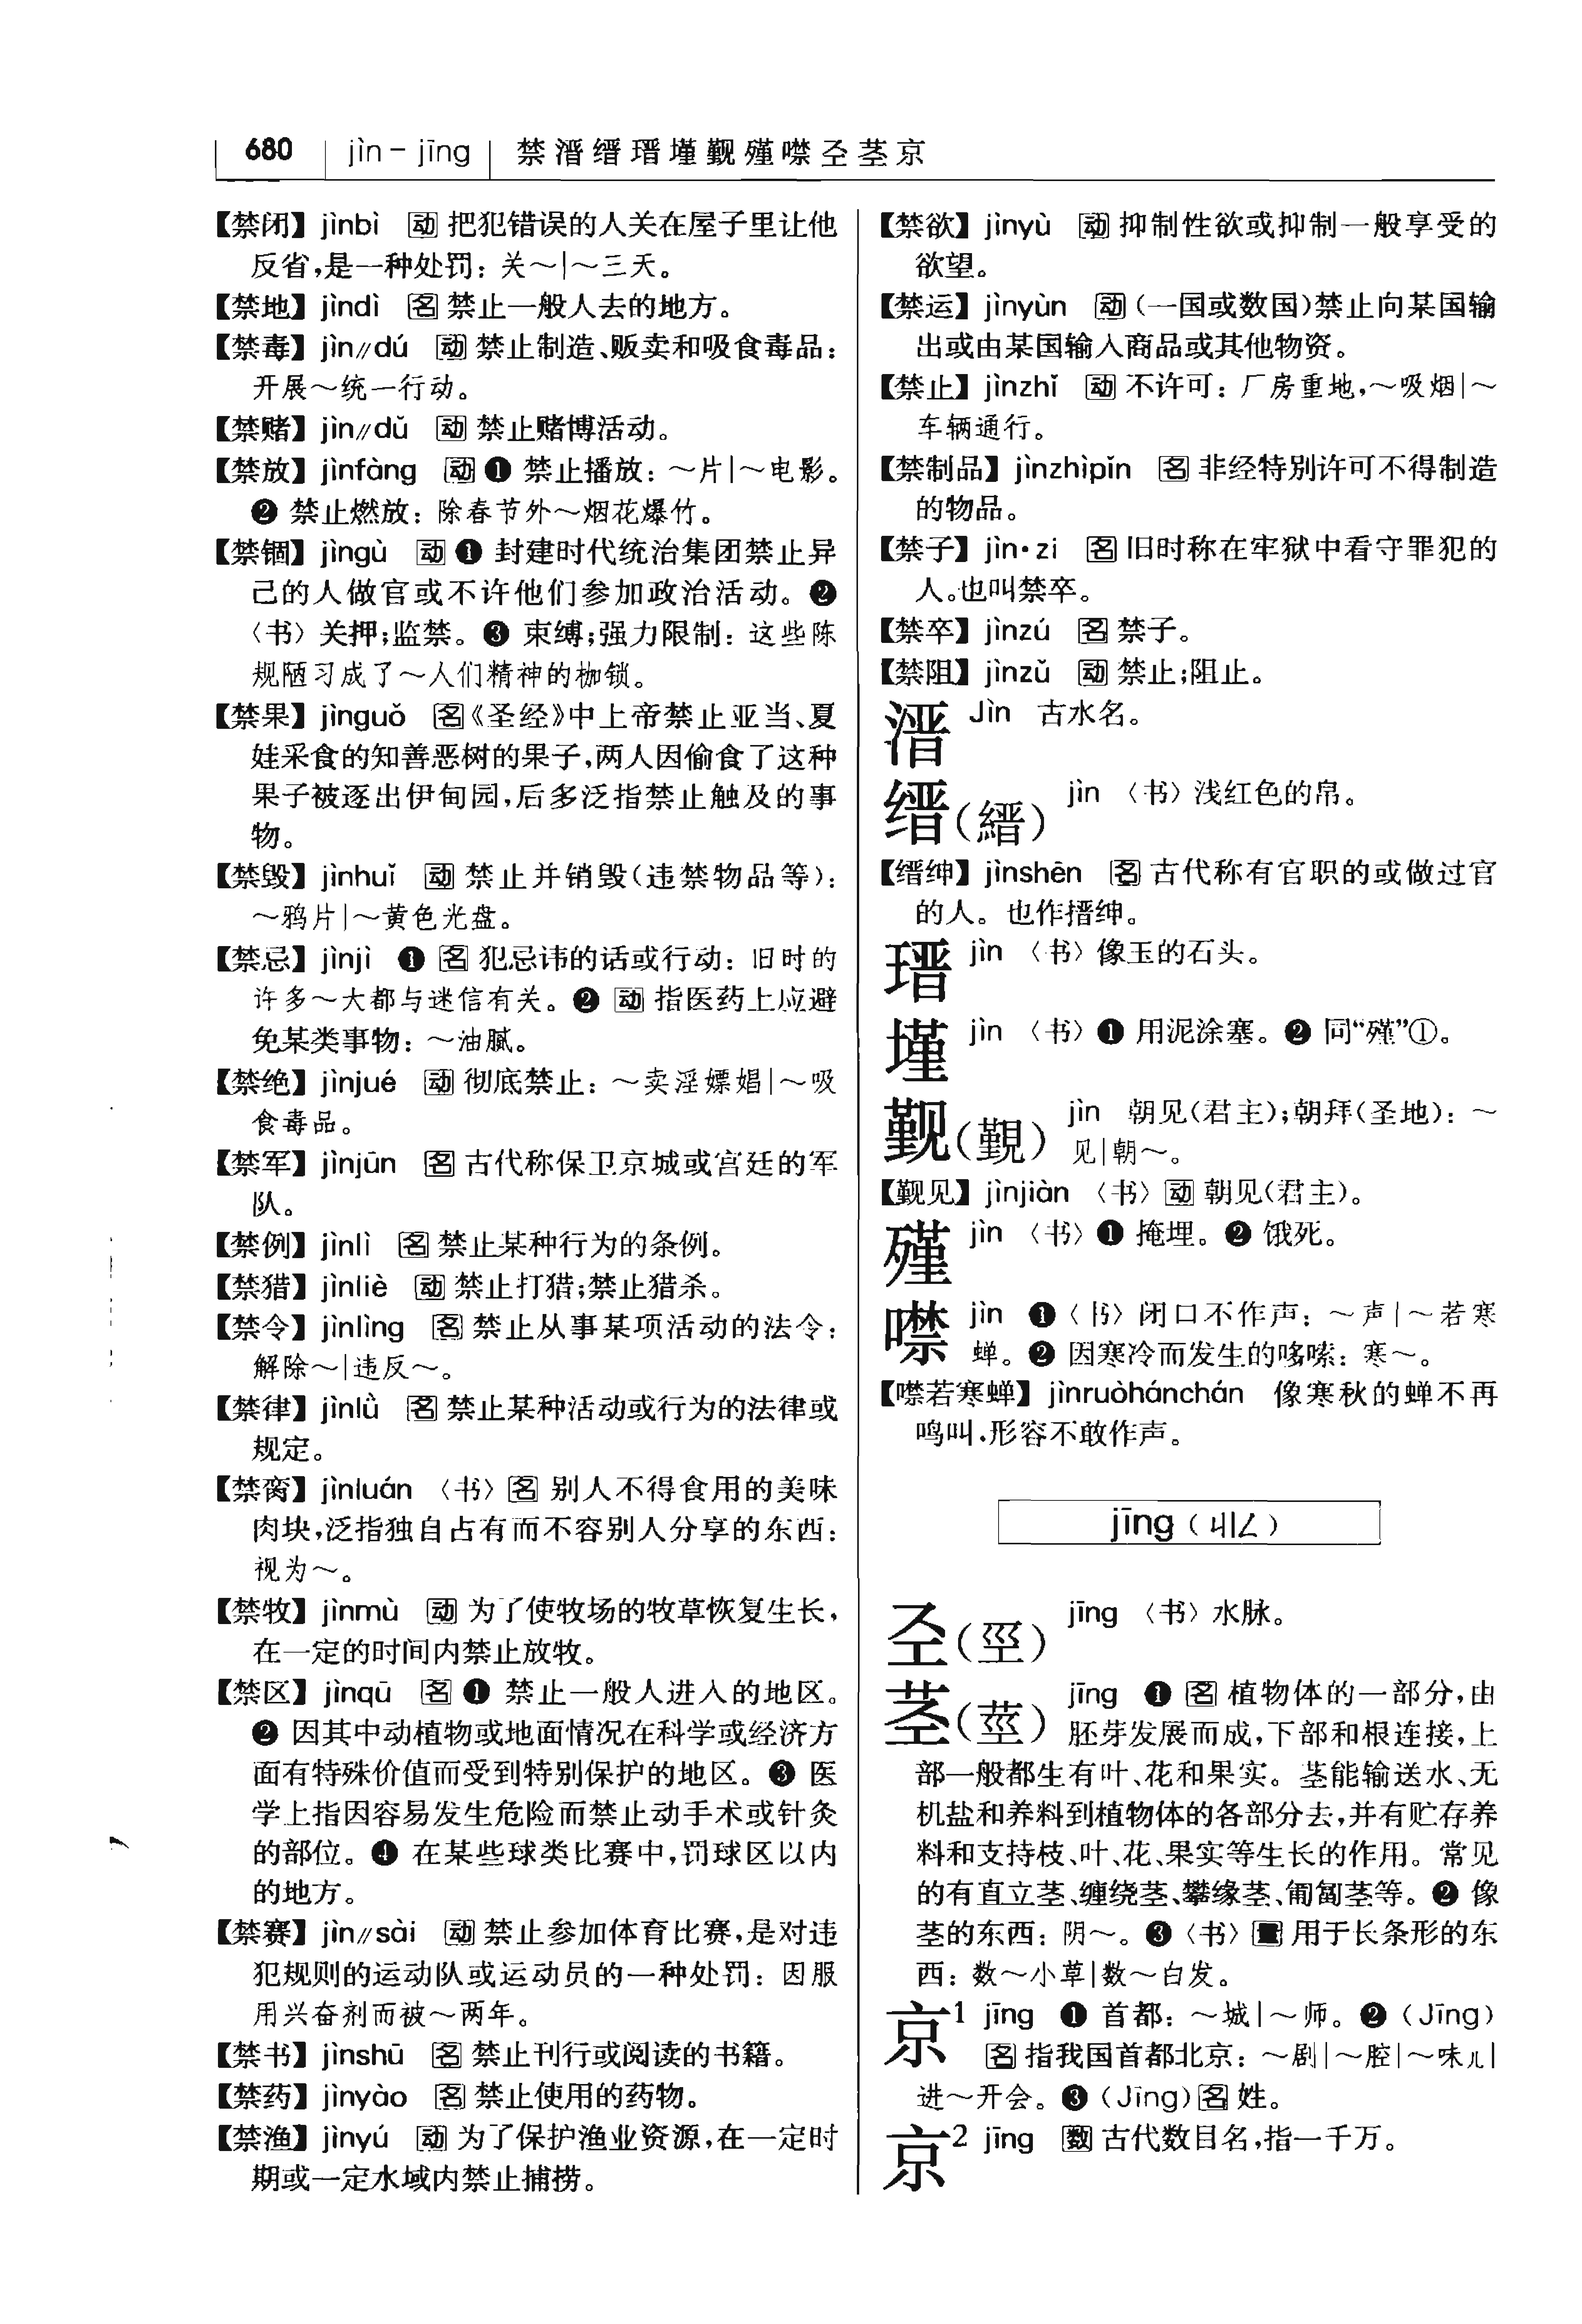 680 jìn－jīng 禁溍缙瑨墐觐殣噤圣茎京
【禁闭】jìnbì 动 把犯错误的人关在屋子里让他
反省,是一种处罚：关～|～三天。
【禁地】jìndì 名 禁止一般人去的地方。
【禁毒】jìn∥dú 动 禁止制造、贩卖和吸食毒品：
开展～统一行动。
【禁赌】jìn∥dǔ 动 禁止赌博活动。
【禁放】jìnfàng 动 ❶ 禁止播放：～片|～电影。
❷ 禁止燃放：除春节外～烟花爆竹。
【禁锢】jìngù 动 ❶ 封建时代统治集团禁止异
己的人做官或不许他们参加政治活动。❷
〈书〉关押;监禁。❸ 束缚;强力限制：这些陈
规陋习成了～人们精神的枷锁。
【禁果】jìnguǒ 名《圣经》中上帝禁止亚当、夏
娃采食的知善恶树的果子,两人因偷食了这种
果子被逐出伊甸园,后多泛指禁止触及的事
物。
【禁毁】jìnhuǐ 动 禁止并销毁(违禁物品等)：
～鸦片|～黄色光盘。
【禁忌】jìnjì ❶ 名 犯忌讳的话或行动：旧时的
许多～大都与迷信有关。❷ 动 指医药上应避
免某类事物：～油腻。
【禁绝】jìnjué 动 彻底禁止：～卖淫嫖娼|～吸
食毒品。
【禁军】jìnjūn 名 古代称保卫京城或宫廷的军
队。
【禁例】jìnlì 名 禁止某种行为的条例。
【禁猎】jìnliè 动 禁止打猎;禁止猎杀。
【禁令】jìnlìng 名 禁止从事某项活动的法令：
解除～|违反～。
【禁律】jìnlǜ 名 禁止某种活动或行为的法律或
规定。
【禁脔】jìnluán 〈书〉名 别人不得食用的美味
肉块,泛指独自占有而不容别人分享的东西：
视为～。
【禁牧】jìnmù 动 为了使牧场的牧草恢复生长,
在一定的时间内禁止放牧。
【禁区】jìnqū 名 ❶ 禁止一般人进入的地区。
❷ 因其中动植物或地面情况在科学或经济方
面有特殊价值而受到特别保护的地区。❸ 医
学上指因容易发生危险而禁止动手术或针灸
的部位。❹ 在某些球类比赛中,罚球区以内
的地方。
【禁赛】jìn∥sài 动 禁止参加体育比赛,是对违
犯规则的运动队或运动员的一种处罚：因服
用兴奋剂而被～两年。
【禁书】jìnshū 名 禁止刊行或阅读的书籍。
【禁药】jìnyào 名 禁止使用的药物。
【禁渔】jìnyú 动 为了保护渔业资源,在一定时
期或一定水域内禁止捕捞。
【禁欲】jìnyù 动 抑制性欲或抑制一般享受的
欲望。
【禁运】jìnyùn 动 (一国或数国)禁止向某国输
出或由某国输入商品或其他物资。
【禁止】jìnzhǐ 动 不许可：厂房重地,～吸烟|～
车辆通行。
【禁制品】jìnzhìpǐn 名 非经特别许可不得制造
的物品。
【禁子】jìn·zi 名 旧时称在牢狱中看守罪犯的
人。也叫禁卒。
【禁卒】jìnzú 名 禁子。
【禁阻】jìnzǔ 动 禁止;阻止。
溍 Jìn 古水名。
缙(縉) jìn 〈书〉浅红色的帛。
【缙绅】jìnshēn 名 古代称有官职的或做过官
的人。也作搢绅。
瑨 jìn 〈书〉像玉的石头。
墐 jìn 〈书〉❶ 用泥涂塞。❷ 同“殣”①。
觐(覲) jìn 朝见(君主);朝拜(圣地)：～
见|朝～。
【觐见】jìnjiàn 〈书〉动 朝见(君主)。
殣 jìn 〈书〉❶ 掩埋。❷ 饿死。
噤 jìn ❶〈书〉闭口不作声：～声|～若寒
蝉。❷ 因寒冷而发生的哆嗦：寒～。
【噤若寒蝉】jìnruòhánchán 像寒秋的蝉不再
鸣叫,形容不敢作声。
jīng（ㄐㄧㄥ）
圣(巠) jīng 〈书〉水脉。
茎(莖) jīng ❶ 名 植物体的一部分,由
胚芽发展而成,下部和根连接,上
部一般都生有叶、花和果实。茎能输送水、无
机盐和养料到植物体的各部分去,并有贮存养
料和支持枝、叶、花、果实等生长的作用。常见
的有直立茎、缠绕茎、攀缘茎、匍匐茎等。❷ 像
茎的东西：阴～。❸〈书〉量 用于长条形的东
西：数～小草|数～白发。
京1 jīng ❶ 首都：～城|～师。❷（Jīng）
名 指我国首都北京：～剧|～腔|～味儿|
进～开会。❸（Jīng）名 姓。
京2 jīng 数 古代数目名,指一千万。